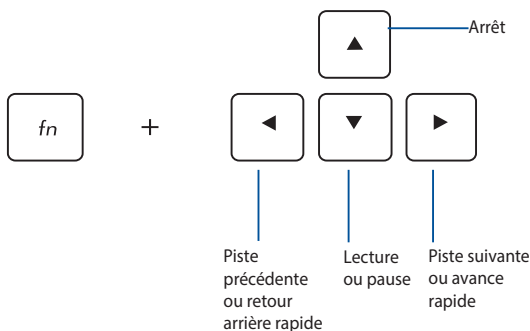 Arrêt
fn
+
Piste
précédente
ou retour
arrière rapide
Lecture
ou pause
Piste suivante
ou avance
rapide